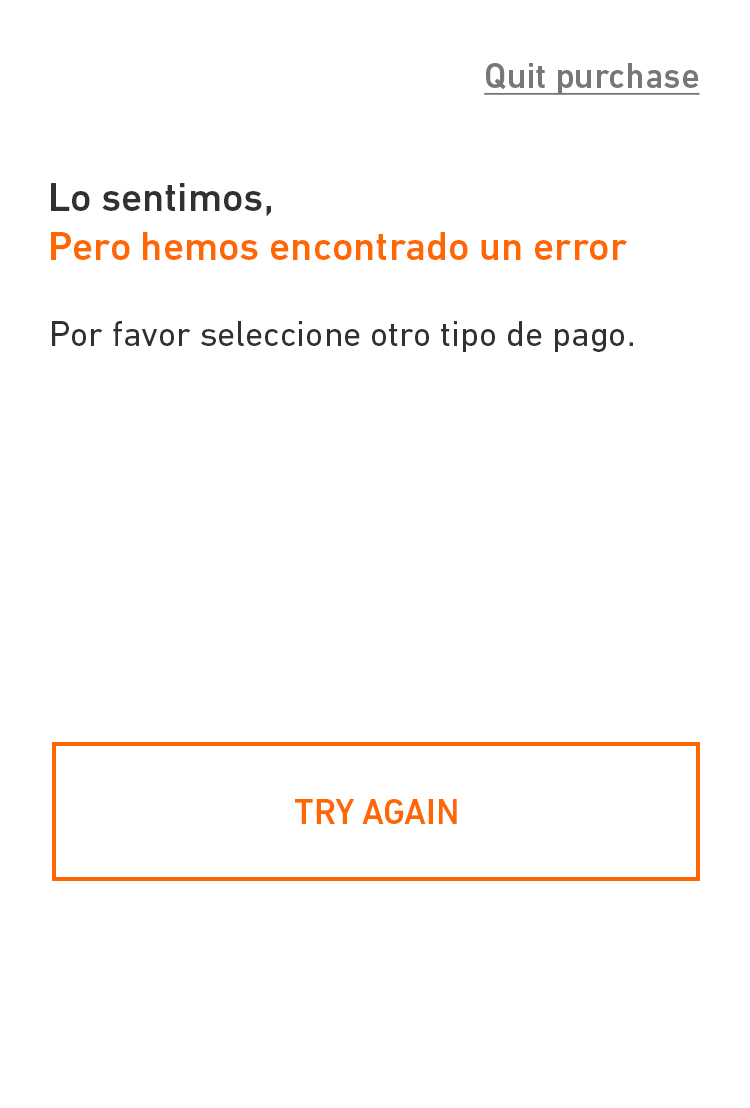 Quit purchase
Lo sentimos,
Pero hemos encontrado un error
Por favor seleccione otro tipo de pago.
TRY AGAIN